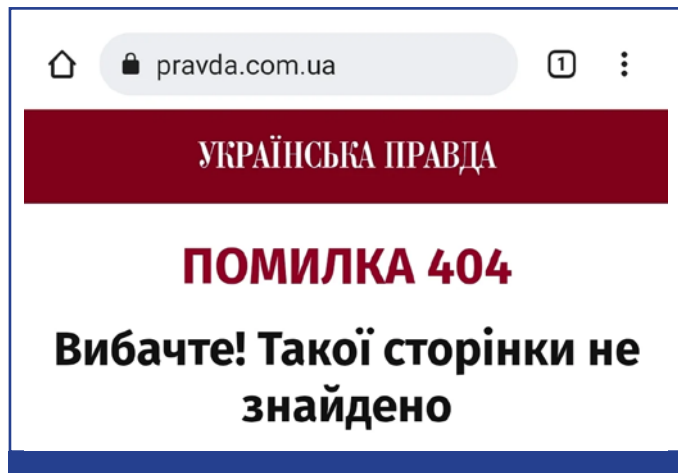 pravda.com.ua
1
УКРАЇНСЬКА ПРАВДА
ПОМИЛКА 404
Вибачте! Такої сторінки не
знайдено